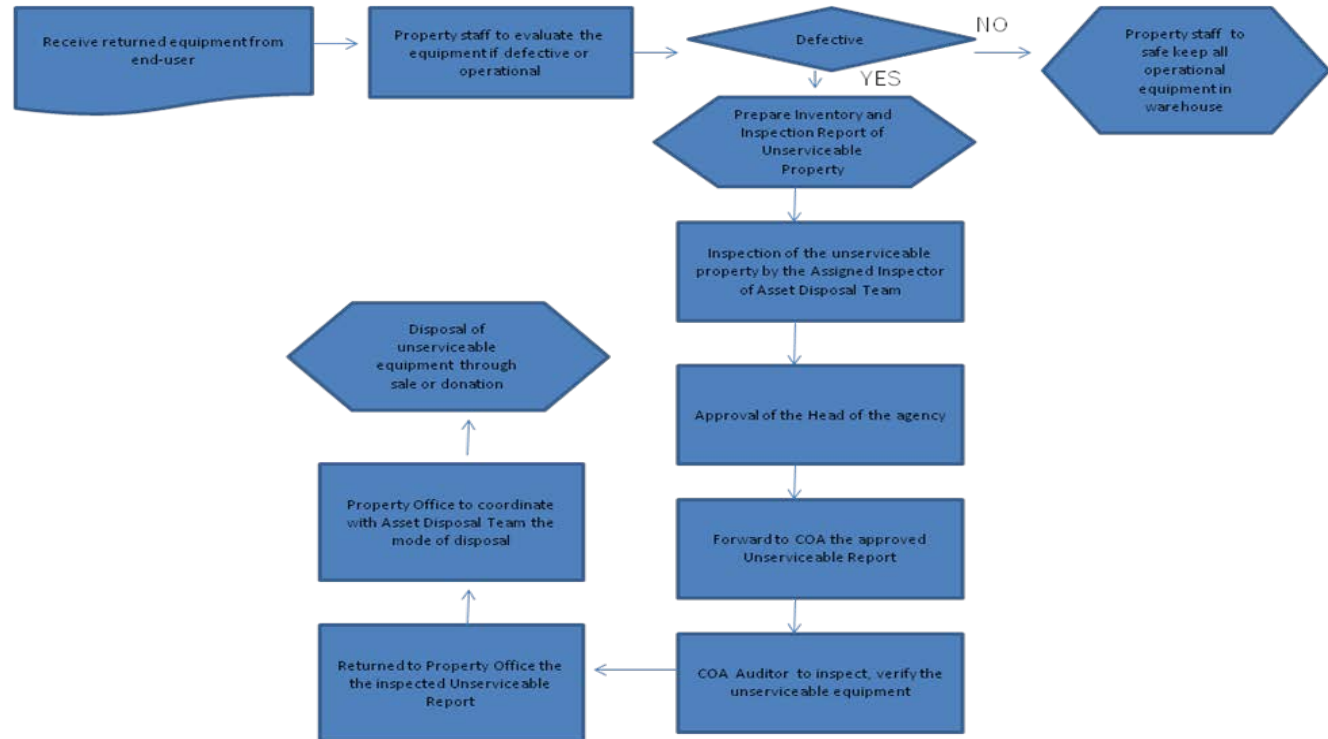 Receive returned equipment from
end-user
Property staff to evaluate the
equipment if defective or
operational
Defective
NO
YES
Property staff to
safe keep all
operational
equipment in
warehouse
Prepare Inventory and
Inspection Report of
Unserviceable
Property
Inspection of the unserviceable
property by the Assigned Inspector
of Asset Disposal Team
Approval of the Head of the agency
Forward to COA the approved
Unserviceable Report
COA Auditor to inspect, verify the
unserviceable equipment
Returned to Property Office the
the inspected Unserviceable
Report
Property Office to coordinate
with Asset Disposal Team the
mode of disposal
Disposal of
unserviceable
equipment through
sale or donation